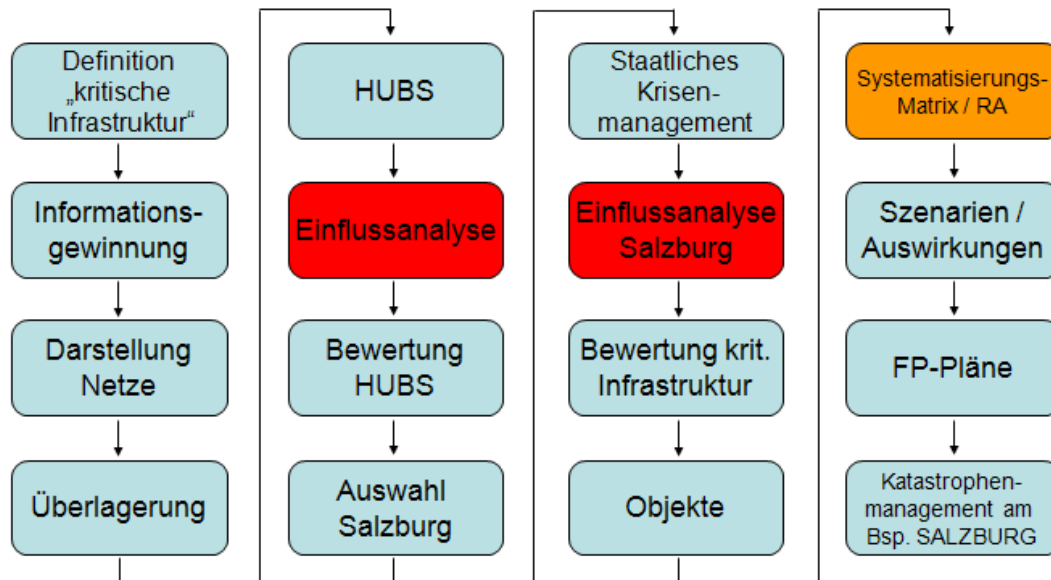 Definition
„kritische
Infrastruktur“
Informations-
gewinnung
Darstellung
Netze
Überlagerung
HUBS
Einflussanalyse
Bewertung
HUBS
Auswahl
Salzburg
Staatliches
Krisen-
management
Einflussanalyse
Salzburg
Bewertung krit.
Infrastruktur
Objekte
Systematisierungs-
Matrix / RA
Szenarien /
Auswirkungen
FP-Pläne
Katastrophen-
management am
Bsp. SALZBURG